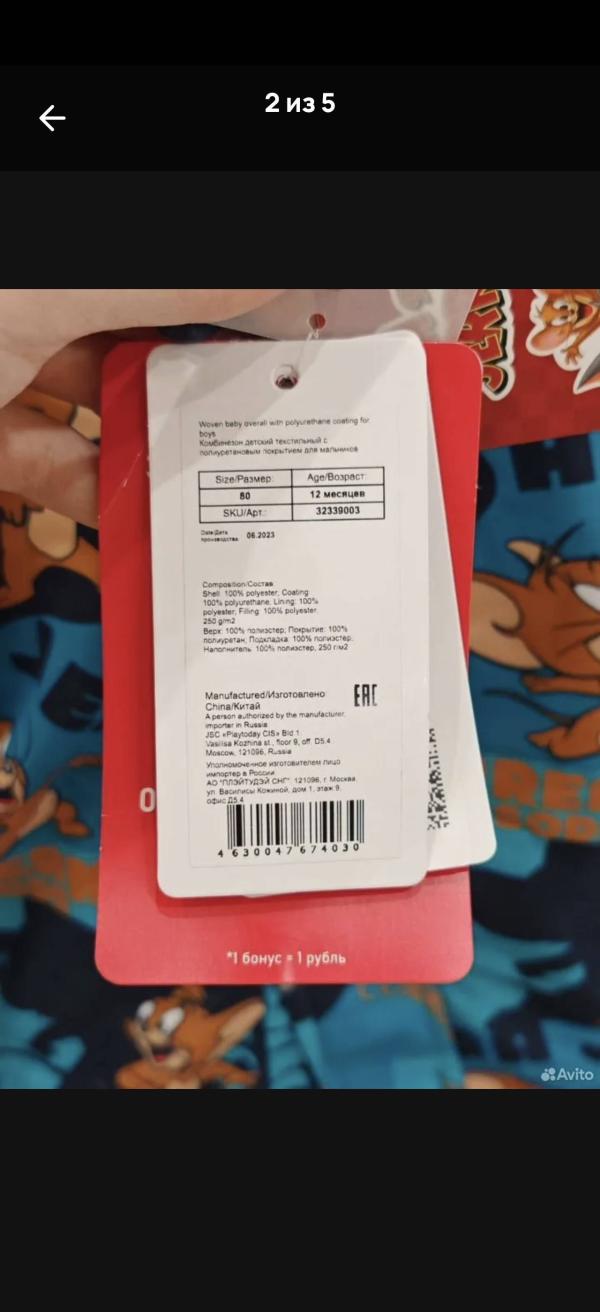 2 из 5
Woven baby overall with polyurethane coating for
boys
Комбинезон детский текстильный с
полиуретановым покрытием для мальчиков
Size/Размер: Age/Возраст:
80 12 месяцев
SKU/Арт.: 32339003
Date/Дата
производства 06.2023
Composition/Состав
Shell: 100% polyester, Coating
100% polyurethane, Lining: 100%
polyester, Filling: 100% polyester,
250 g/m2
Верх: 100% полиэстер; Покрытие: 100%
полиуретан; Подкладка: 100% полиэстер;
Наполнитель: 100% полиэстер, 250 г/м2
Manufactured/Изготовлено
China/Китай
EAC
A person authorized by the manufacturer,
importer in Russia
JSC «Playtoday CIS» Bld.1
Vasilisa Kozhina st., floor 9, off. D5.4
Moscow, 121096, Russia
Уполномоченное изготовителем лицо
импортер в России
АО "ПЛЭЙТУДЭЙ СНГ". 121096, г. Москва,
ул. Василисы Кожиной, дом 1, этаж 9,
офис Д5.4
4630047674030
*1 бонус = 1 рубль
Avito